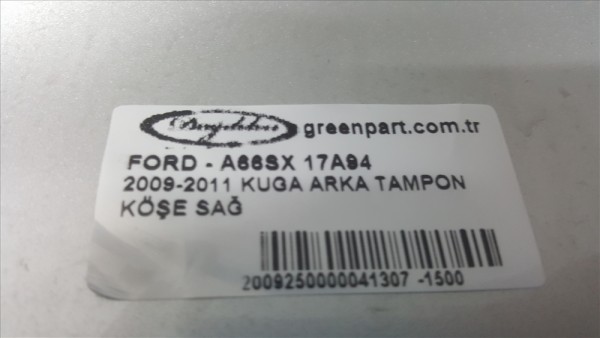 greenpart.com.tr
FORD - A66SX 17A94
2009-2011 KUGA ARKA TAMPON
KÖŞE SAĞ
2009250000041307 -1500